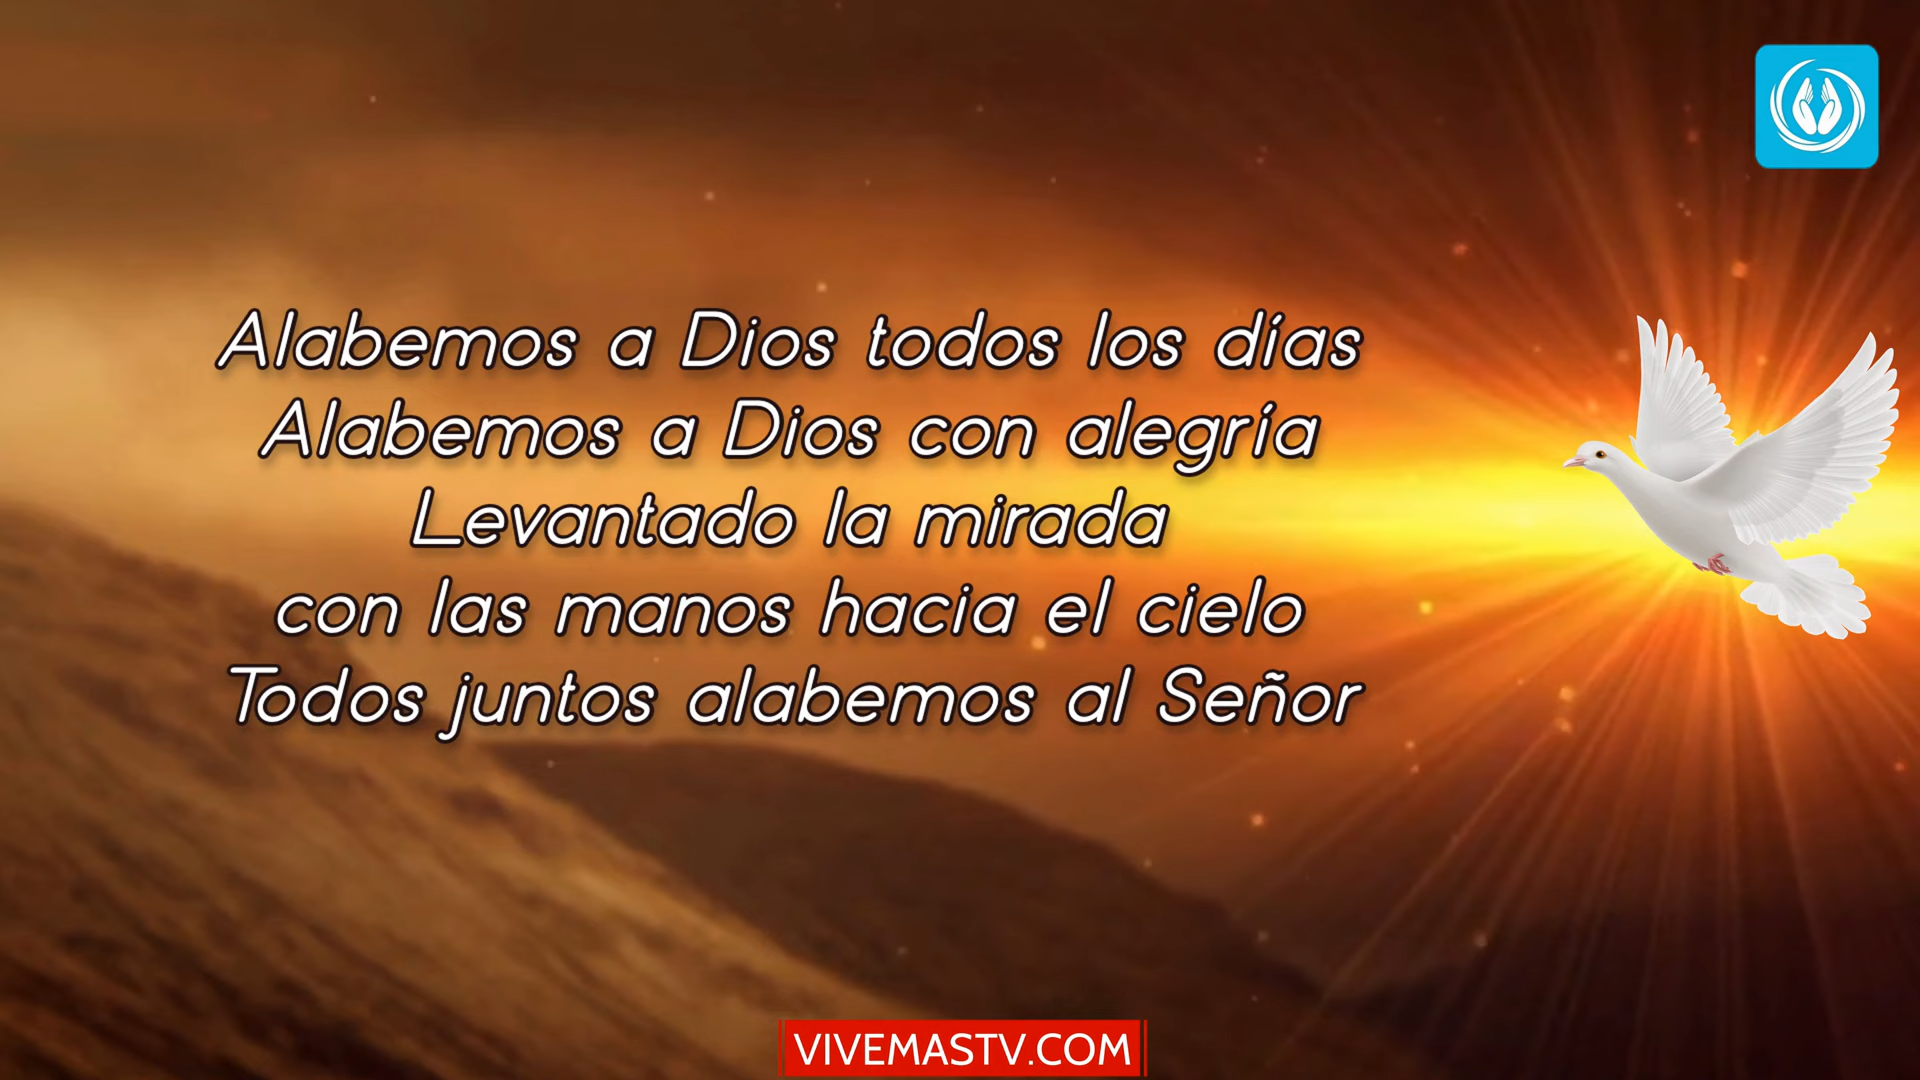 Alabemos a Dios todos los días
Alabemos a Dios con alegría
Levantado la mirada
con las manos hacia el cielo
Todos juntos alabemos al Señor
VIVEMASTV.COM